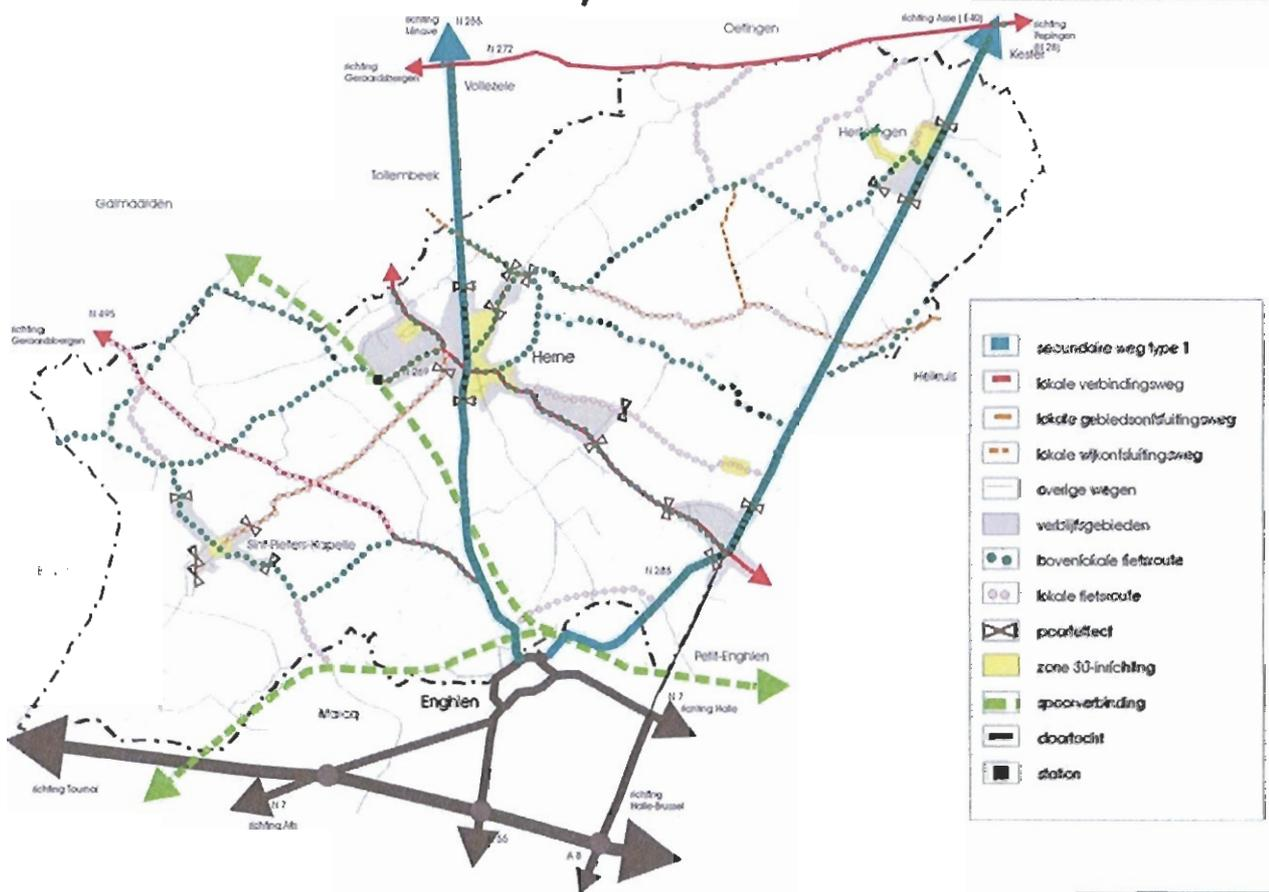 richting
Ninove
N 255
Oetingen
richting Asse ( E40)
richting
Pepingen
(N 28)
Kester
N 272
richting
Geraardsbergen
Vollezele
Herfelingen
Tollembeek
Galmaarden
N 495
richting
Geraardsbergen
Herne
N 269
Heikruis
Sint-Pieters-Kapelle
N 285
Petit-Enghien
Enghien
Marcq
N 7
richting Halle
richting Tournai
N 7
richting Ath
richting
Halle-Brussel
A 8
secundaire weg type 1
lokale verbindingsweg
lokale gebiedsontsluitingsweg
lokale wijkontsluitingsweg
overige wegen
verblijfsgebieden
bovenlokale fietsroute
lokale fietsroute
poorteffect
zone 30-inrichting
spoorverbinding
doortocht
station